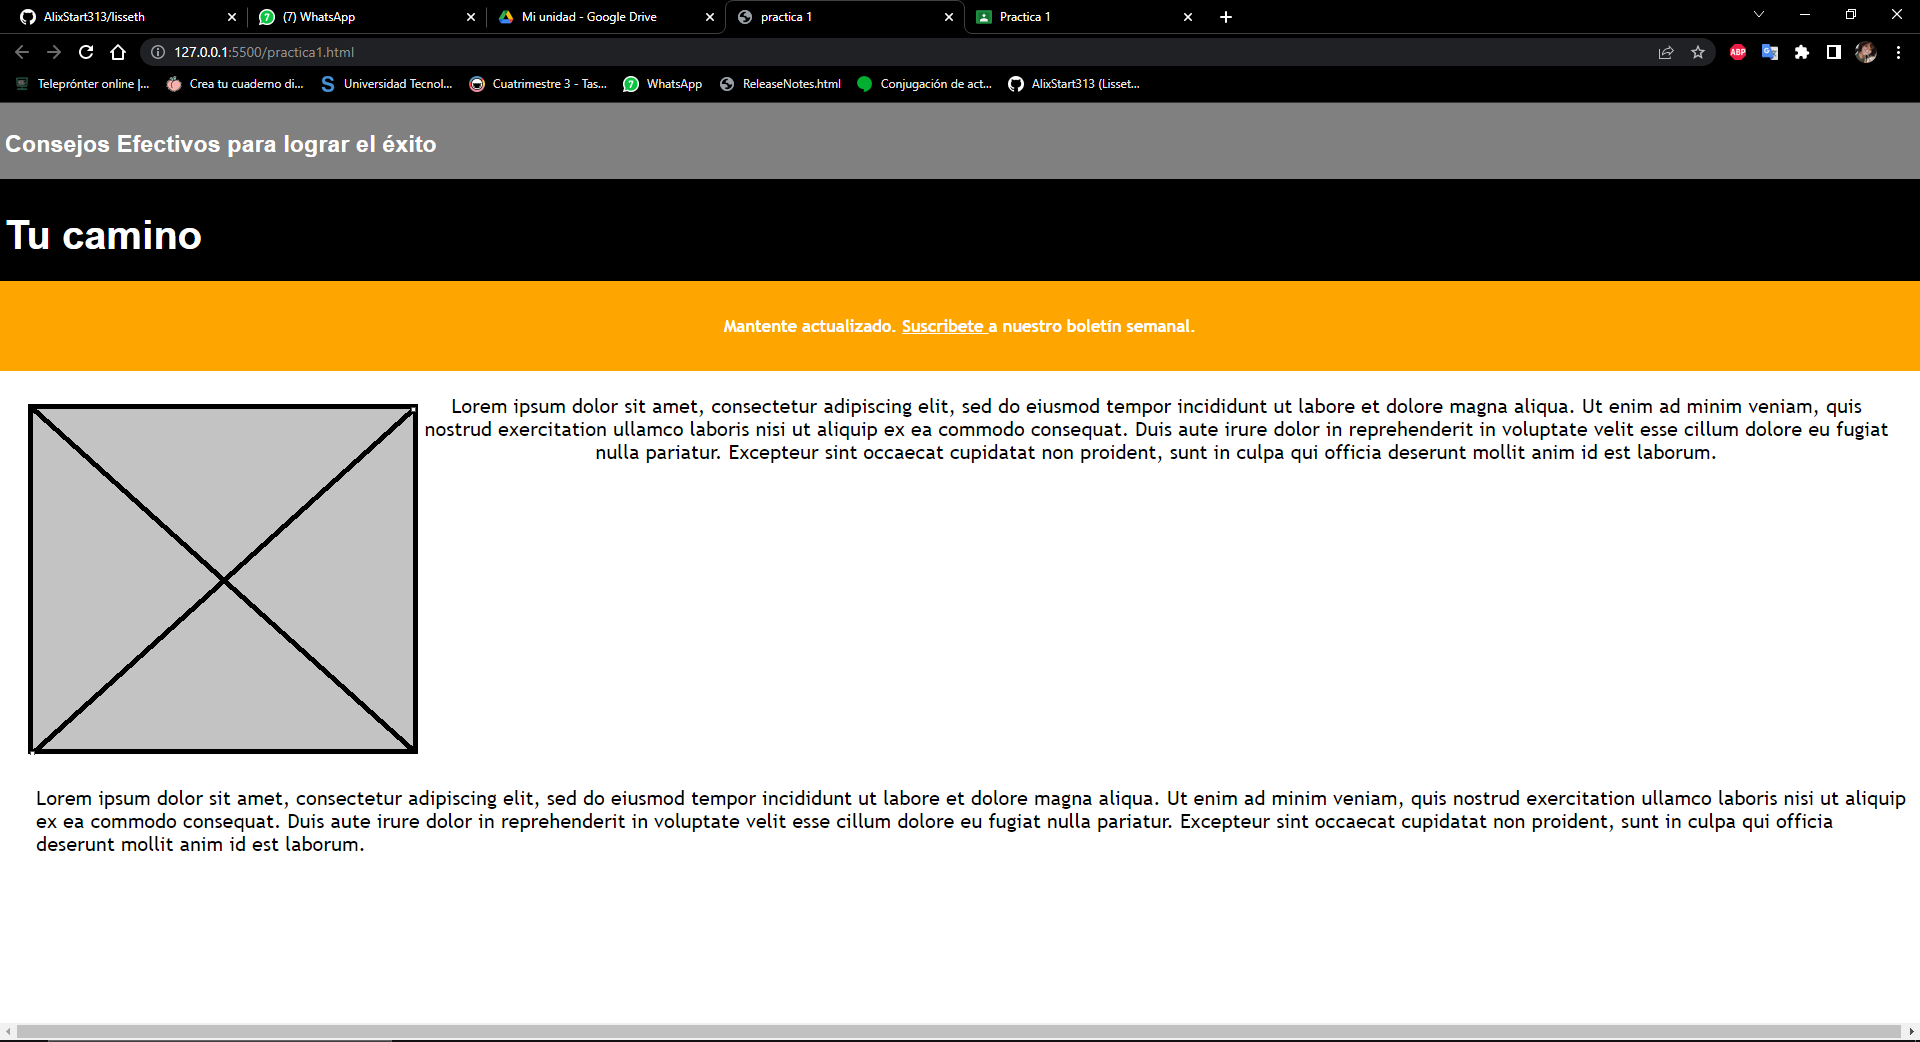 AlixStart313/lisseth
(7) WhatsApp
Mi unidad - Google Drive
practica 1
Practica 1
127.0.0.1:5500/practica1.html
ABP
Teleprónter online |...
Crea tu cuaderno di...
Universidad Tecnol...
Cuatrimestre 3 - Tas...
WhatsApp
ReleaseNotes.html
Conjugación de act...
AlixStart313 (Lisset...
Consejos Efectivos para lograr el éxito
Tu camino
Mantente actualizado. Suscribete a nuestro boletín semanal.
Lorem ipsum dolor sit amet, consectetur adipiscing elit, sed do eiusmod tempor incididunt ut labore et dolore magna aliqua. Ut enim ad minim veniam, quis
nostrud exercitation ullamco laboris nisi ut aliquip ex ea commodo consequat. Duis aute irure dolor in reprehenderit in voluptate velit esse cillum dolore eu fugiat
nulla pariatur. Excepteur sint occaecat cupidatat non proident, sunt in culpa qui officia deserunt mollit anim id est laborum.
Lorem ipsum dolor sit amet, consectetur adipiscing elit, sed do eiusmod tempor incididunt ut labore et dolore magna aliqua. Ut enim ad minim veniam, quis nostrud exercitation ullamco laboris nisi ut aliquip
ex ea commodo consequat. Duis aute irure dolor in reprehenderit in voluptate velit esse cillum dolore eu fugiat nulla pariatur. Excepteur sint occaecat cupidatat non proident, sunt in culpa qui officia
deserunt mollit anim id est laborum.